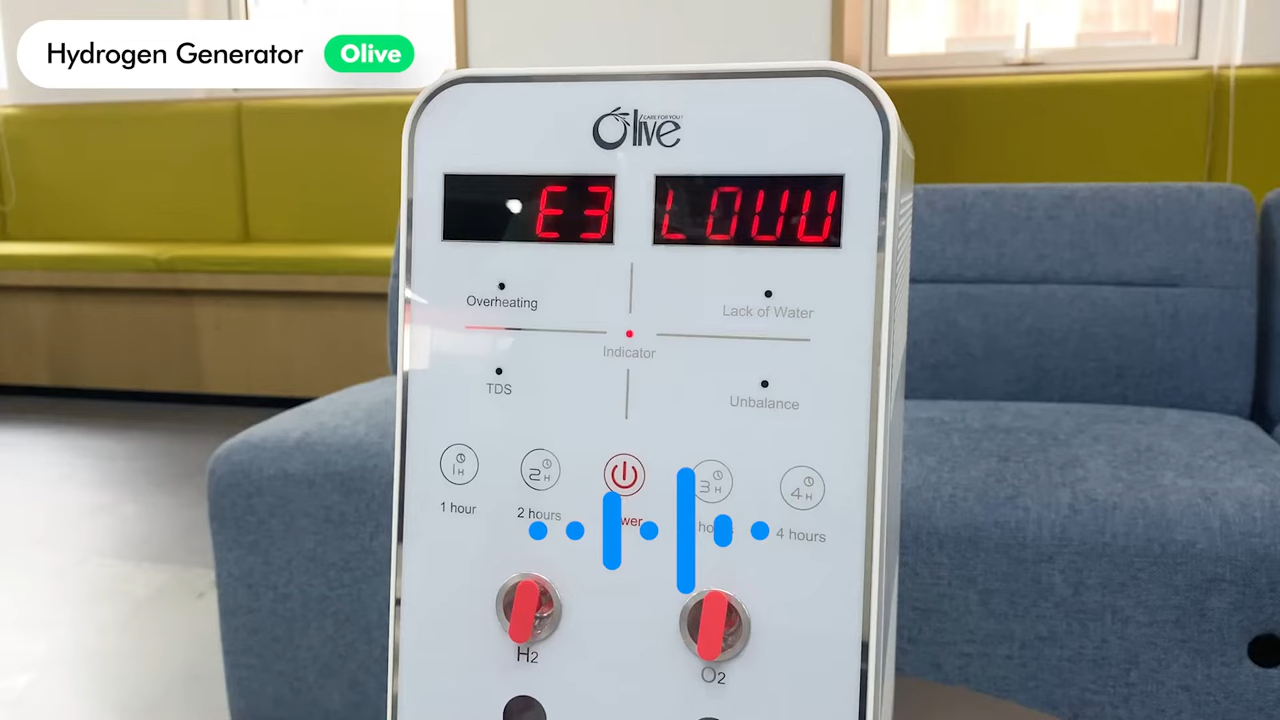 Hydrogen Generator Olive
Olive
CARE FOR YOU!
E3 LOUU
Overheating
Lack of Water
Indicator
TDS
Unbalance
1H 2H 3H 4H
1 hour
2 hours
4 hours
H2
O2